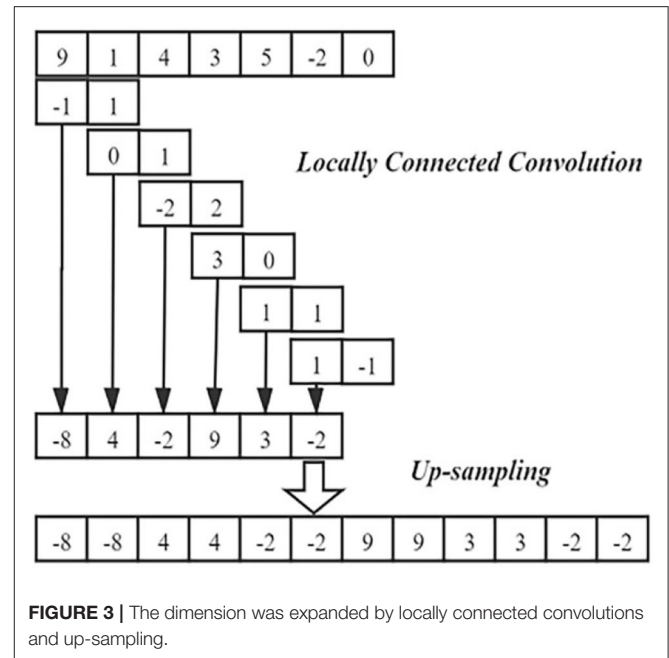 9 1 4 3 5 -2 0
-1 1
0 1
Locally Connected Convolution
-2 2
3 0
1 1
1 -1
-8 4 -2 9 3 -2
Up-sampling
-8 -8 4 4 -2 -2 9 9 3 3 -2 -2
FIGURE 3 | The dimension was expanded by locally connected convolutions
and up-sampling.